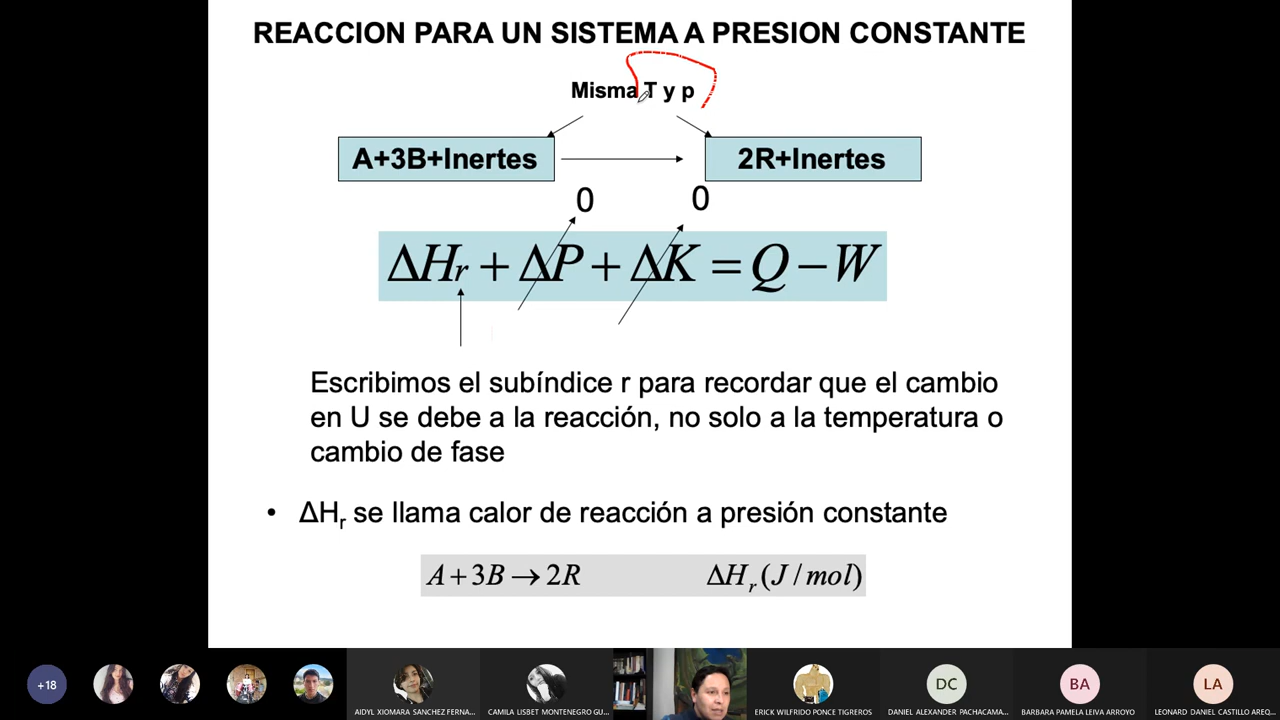 REACCION PARA UN SISTEMA A PRESION CONSTANTE
Misma T y p
A+3B+Inertes
2R+Inertes
0 0
ΔHr + ΔP + ΔK = Q − W
Escribimos el subíndice r para recordar que el cambio
en U se debe a la reacción, no solo a la temperatura o
cambio de fase
• ΔHr se llama calor de reacción a presión constante
A + 3B → 2R ΔHr (J / mol)
+18
AIDYL XIOMARA SANCHEZ FERNA...
CAMILA LISBET MONTENEGRO GU...
ERICK WILFRIDO PONCE TIGREROS
DC
DANIEL ALEXANDER PACHACAMA...
BA
BARBARA PAMELA LEIVA ARROYO
LA
LEONARD DANIEL CASTILLO AREQ...